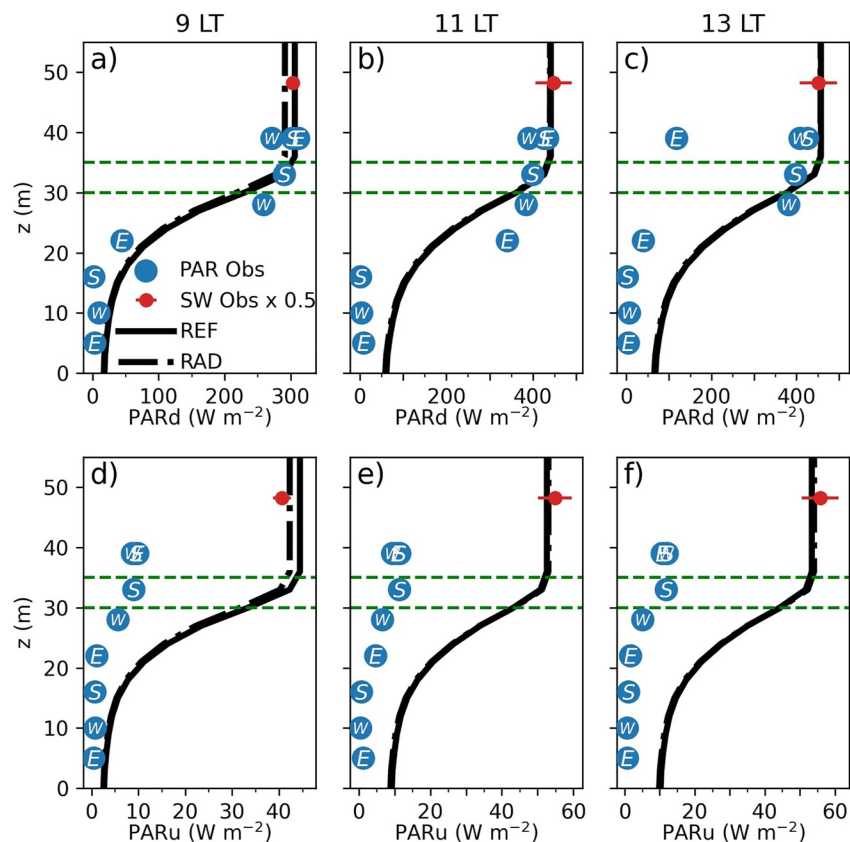 9 LT 11 LT 13 LT
a) b) c)
50
40
30
20
10
0
z (m)
W S E
S
W
E
S
W
E
PAR Obs
SW Obs x 0.5
REF
RAD
0 100 200 300
PARd (W m⁻²)
W S E
S
W
E
S
W
E
0 200 400
PARd (W m⁻²)
E W S
S
W
E
S
W
E
0 200 400
PARd (W m⁻²)
d) e) f)
50
40
30
20
10
0
z (m)
W E S
S
W
E
S
W
E
0 10 20 30 40
PARu (W m⁻²)
W E S
S
W
E
S
W
E
0 20 40 60
PARu (W m⁻²)
E S W
S
W
E
S
W
E
0 20 40 60
PARu (W m⁻²)